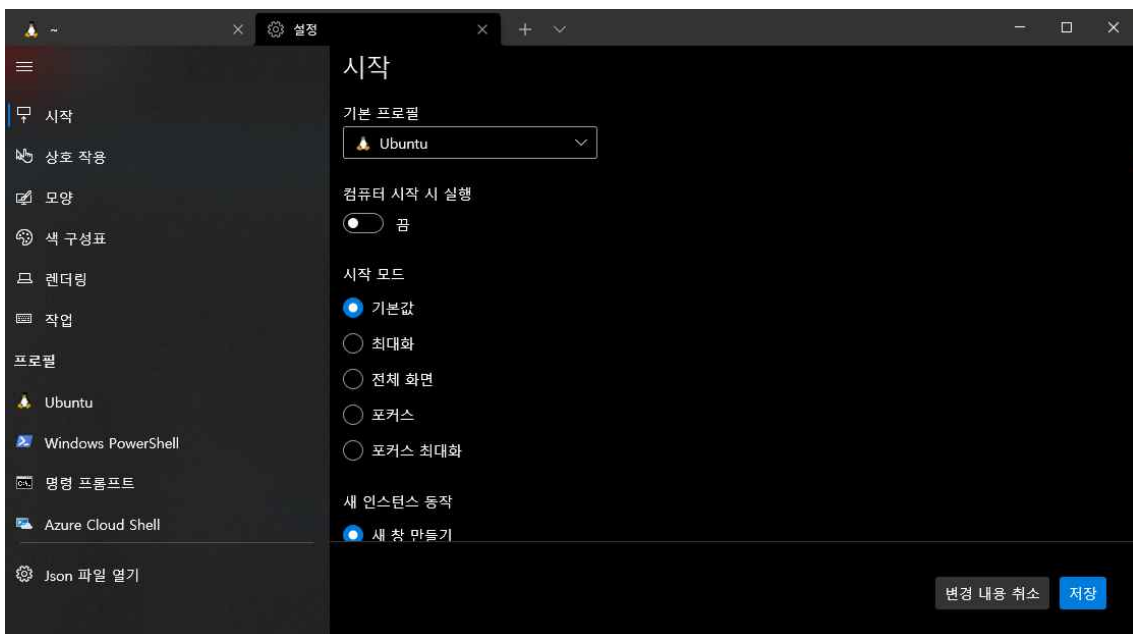 ~
설정
시작
상호 작용
모양
색 구성표
렌더링
작업
프로필
Ubuntu
Windows PowerShell
명령 프롬프트
Azure Cloud Shell
Json 파일 열기
시작
기본 프로필
Ubuntu
컴퓨터 시작 시 실행
끔
시작 모드
기본값
최대화
전체 화면
포커스
포커스 최대화
새 인스턴스 동작
새 창 만들기
변경 내용 취소
저장